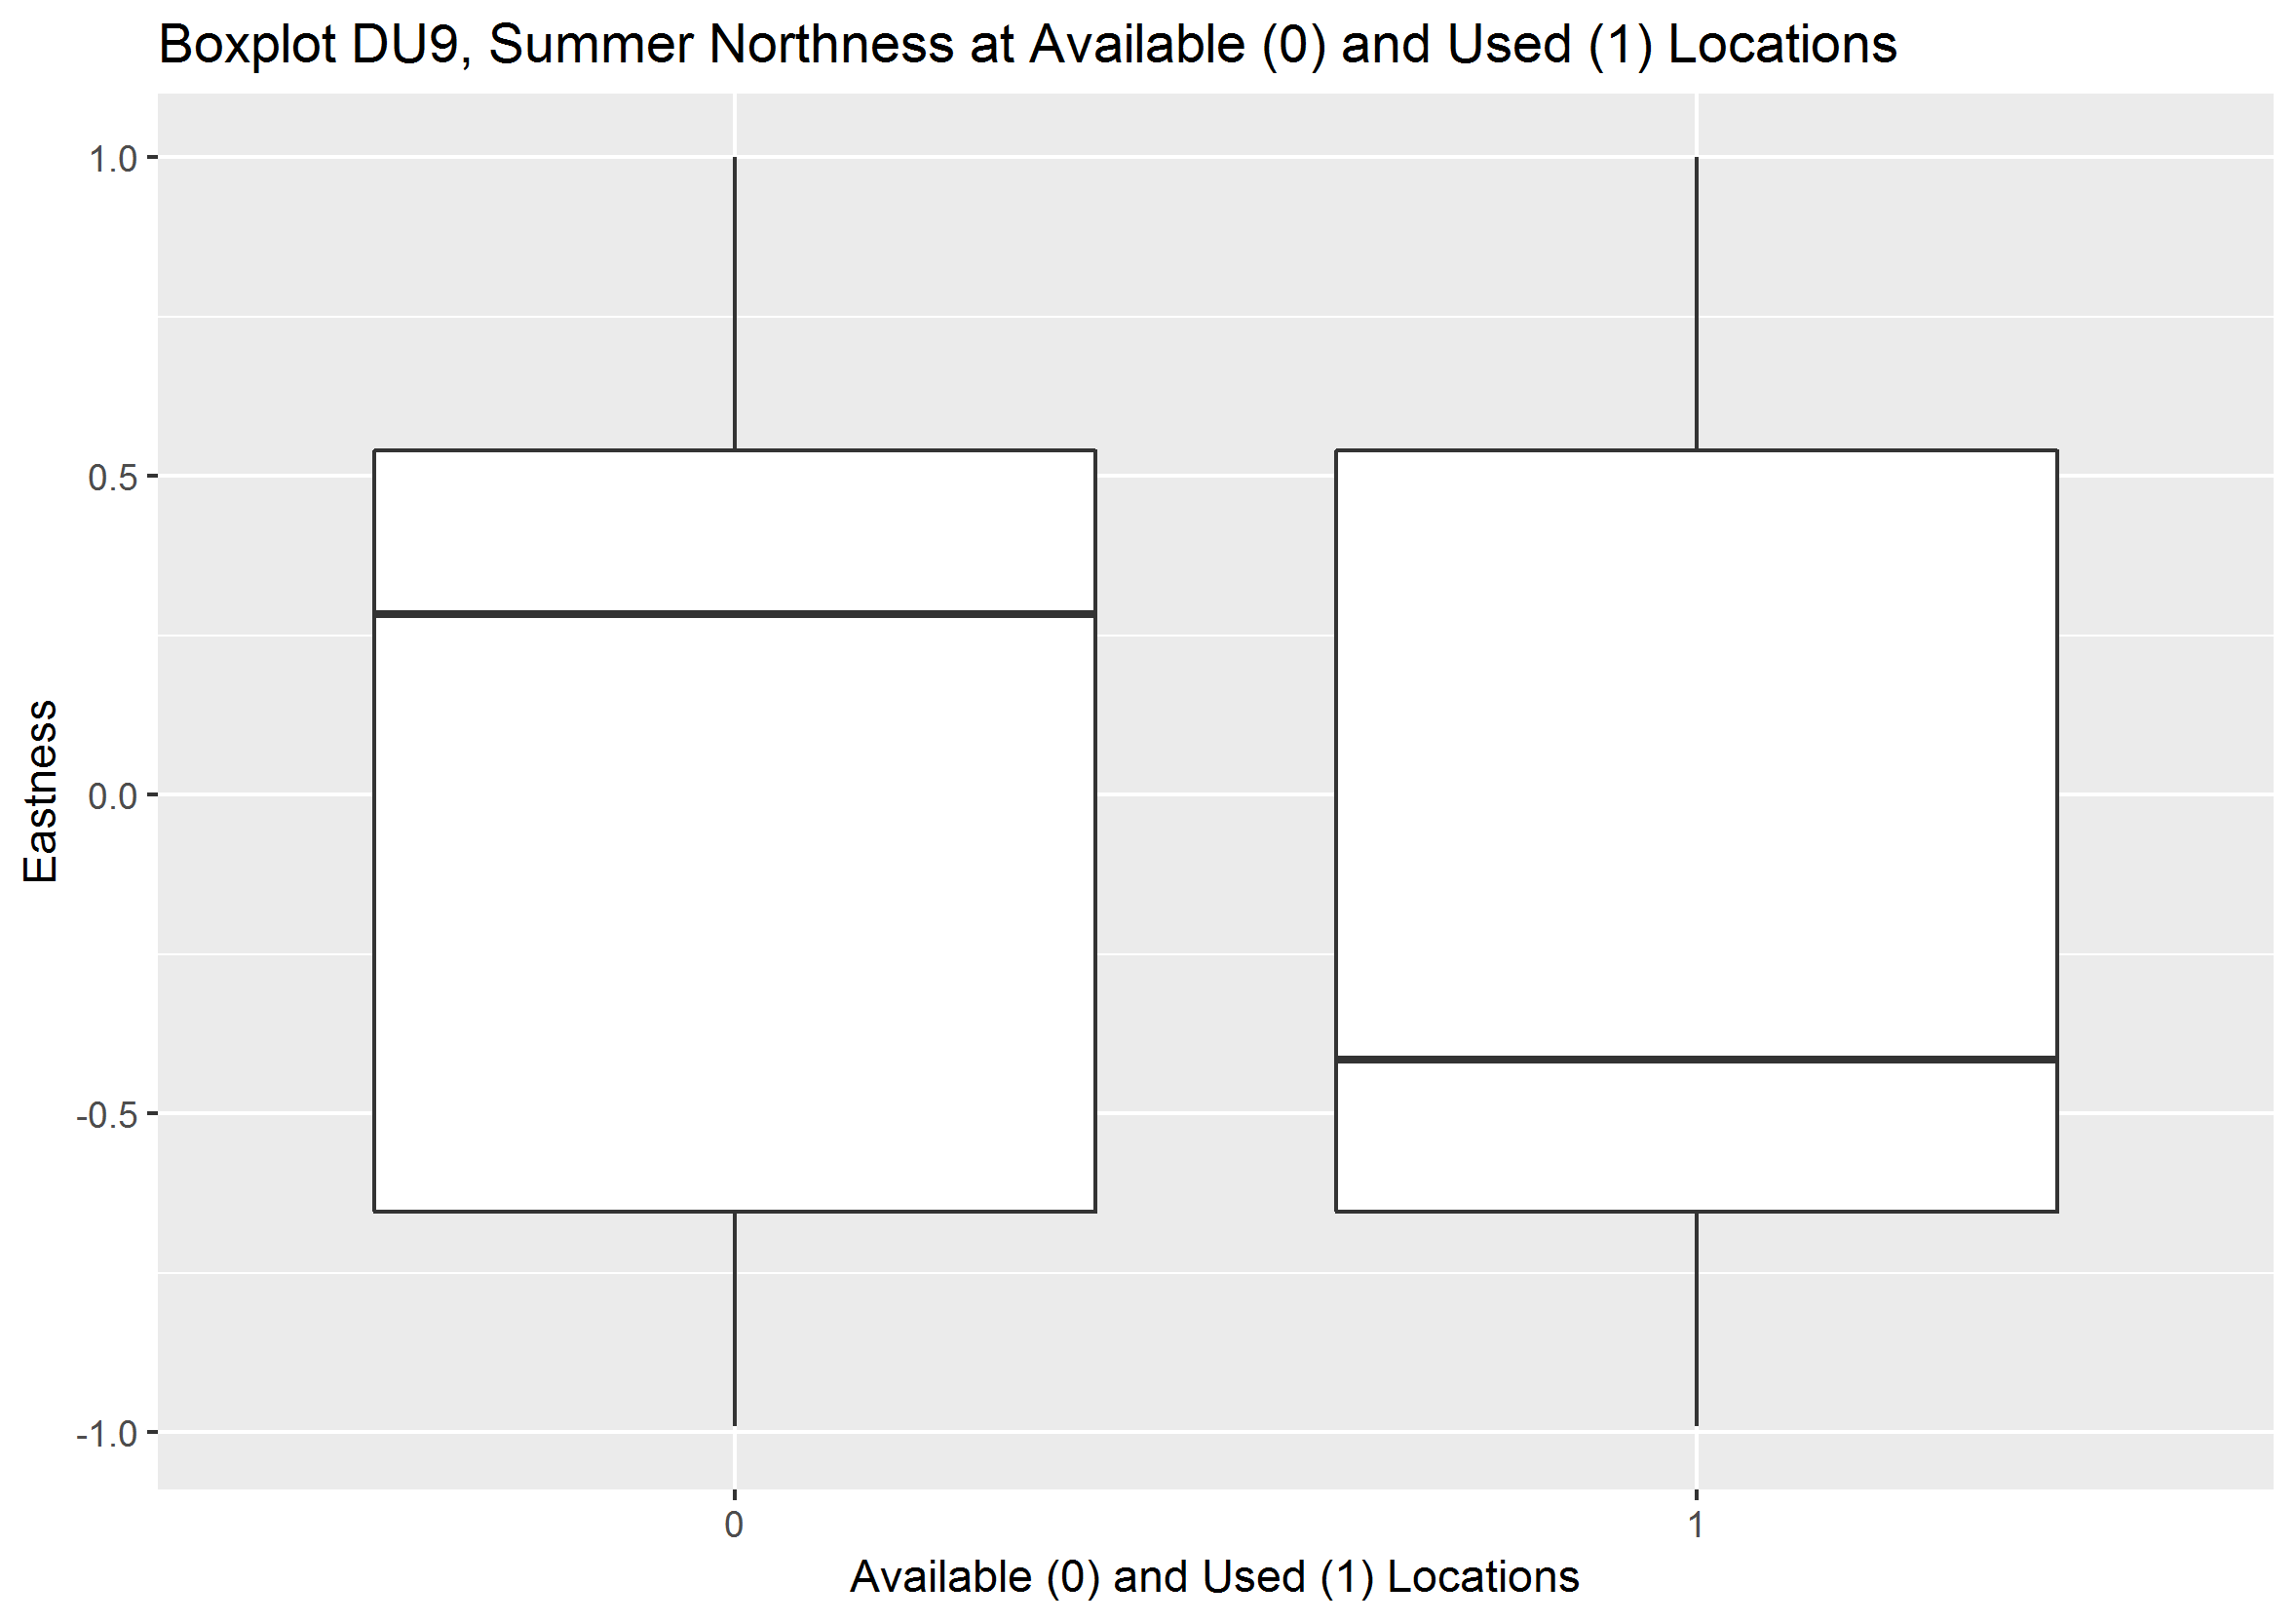 Boxplot DU9, Summer Northness at Available (0) and Used (1) Locations
Eastness
1.0
0.5
0.0
-0.5
-1.0
0
1
Available (0) and Used (1) Locations